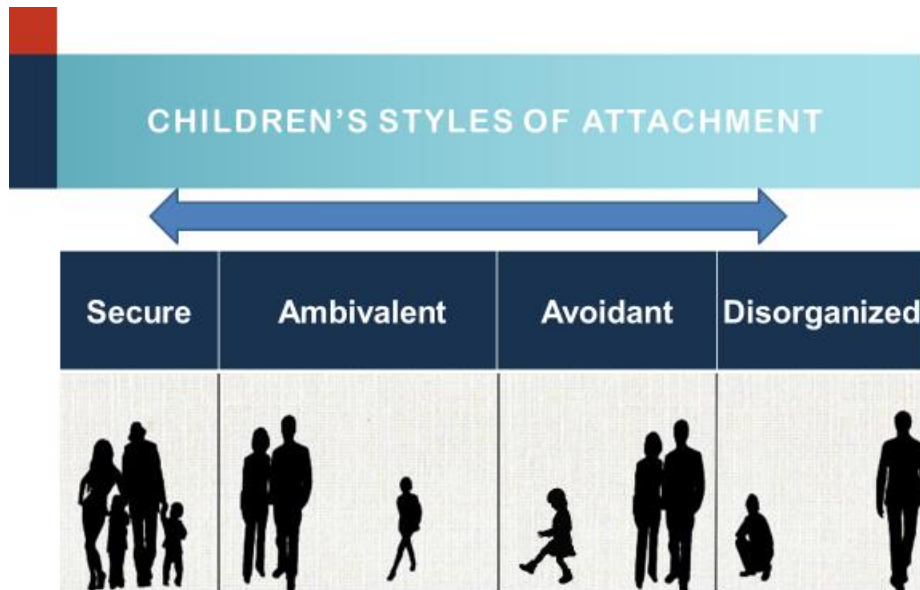 CHILDREN’S STYLES OF ATTACHMENT
Secure Ambivalent Avoidant Disorganized